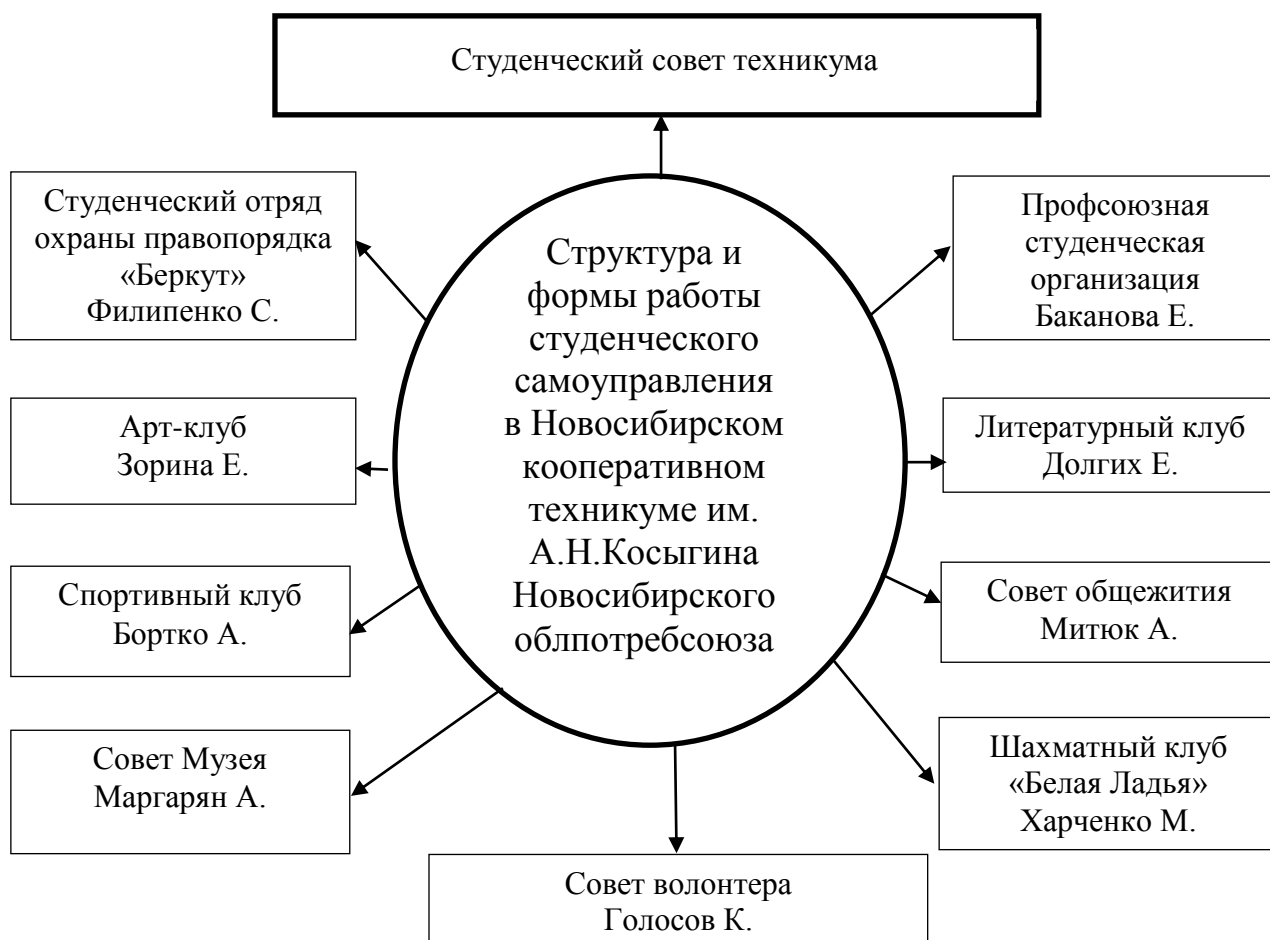 Студенческий совет техникума
Студенческий отряд
охраны правопорядка
«Беркут»
Филипенко С.
Профсоюзная
студенческая
организация
Баканова Е.
Структура и
формы работы
студенческого
самоуправления
в Новосибирском
кооперативном
техникуме им.
А.Н.Косыгина
Новосибирского
облпотребсоюза
Арт-клуб
Зорина Е.
Литературный клуб
Долгих Е.
Спортивный клуб
Бортко А.
Совет общежития
Митюк А.
Совет Музея
Маргарян А.
Шахматный клуб
«Белая Ладья»
Харченко М.
Совет волонтера
Голосов К.